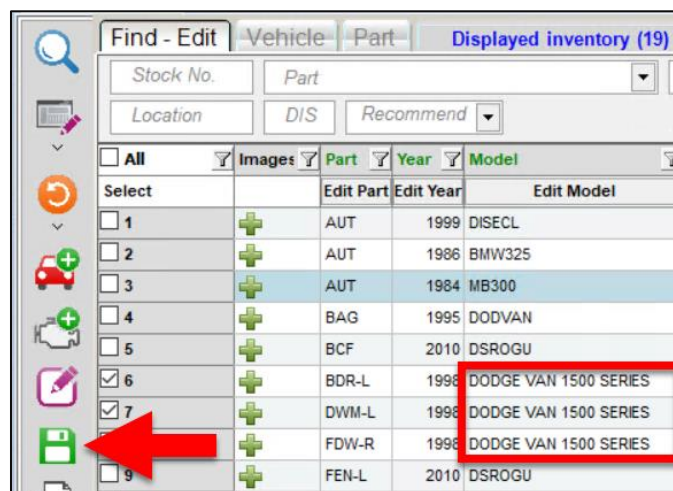 Find - Edit Vehicle Part Displayed inventory (19)
Stock No. Part
Location DIS Recommend
All Images Part Year Model
Select Edit Part Edit Year Edit Model
1 AUT 1999 DISECL
2 AUT 1986 BMW325
3 AUT 1984 MB300
4 BAG 1995 DODVAN
5 BCF 2010 DSROGU
6 BDR-L 1998 DODGE VAN 1500 SERIES
7 DWM-L 1998 DODGE VAN 1500 SERIES
FDW-R 1998 DODGE VAN 1500 SERIES
9 FEN-L 2010 DSROGU